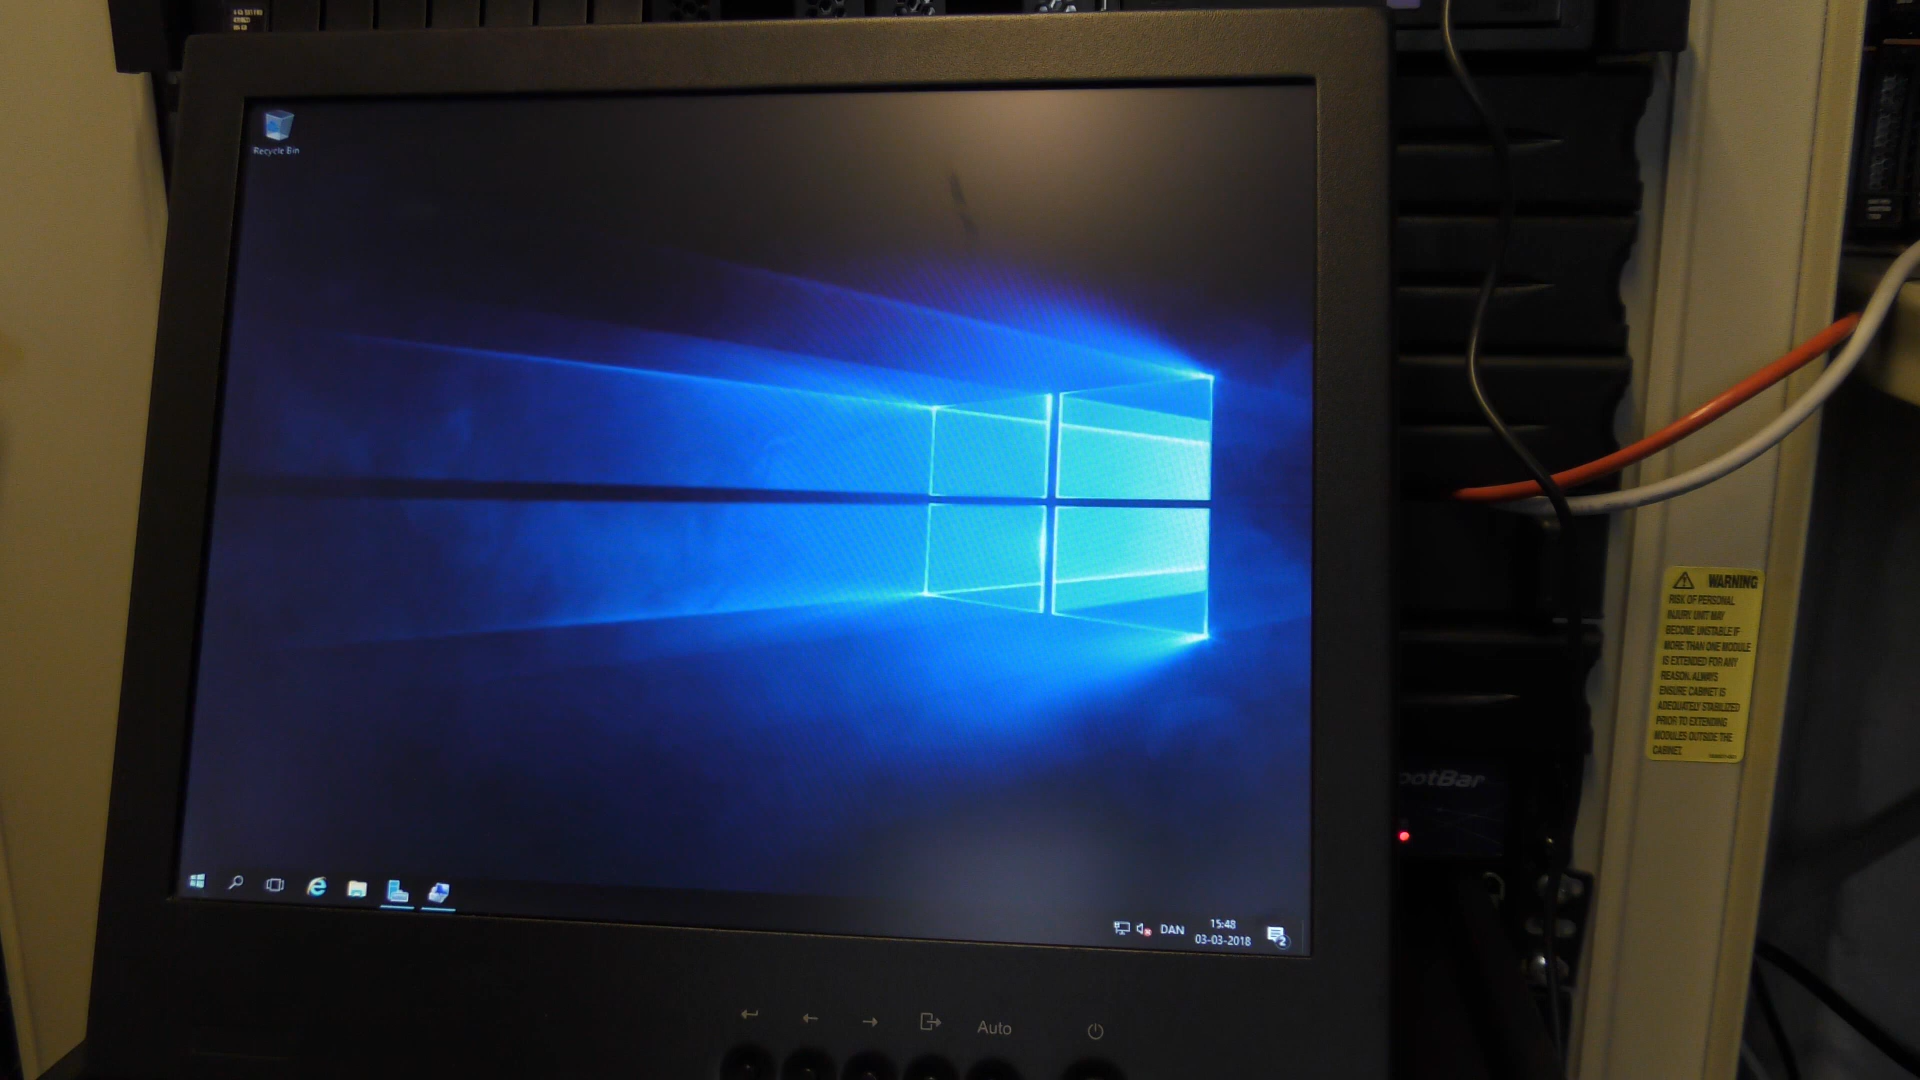 Recycle Bin
DAN
15:48
03-03-2018
2
Auto
WARNING
RISK OF PERSONAL
INJURY. UNIT MAY
BECOME UNSTABLE IF
MORE THAN ONE MODULE
IS EXTENDED FOR ANY
REASON. ALWAYS
ENSURE CABINET IS
ADEQUATELY STABILIZED
PRIOR TO EXTENDING
MODULES OUTSIDE THE
CABINET.
ootBar